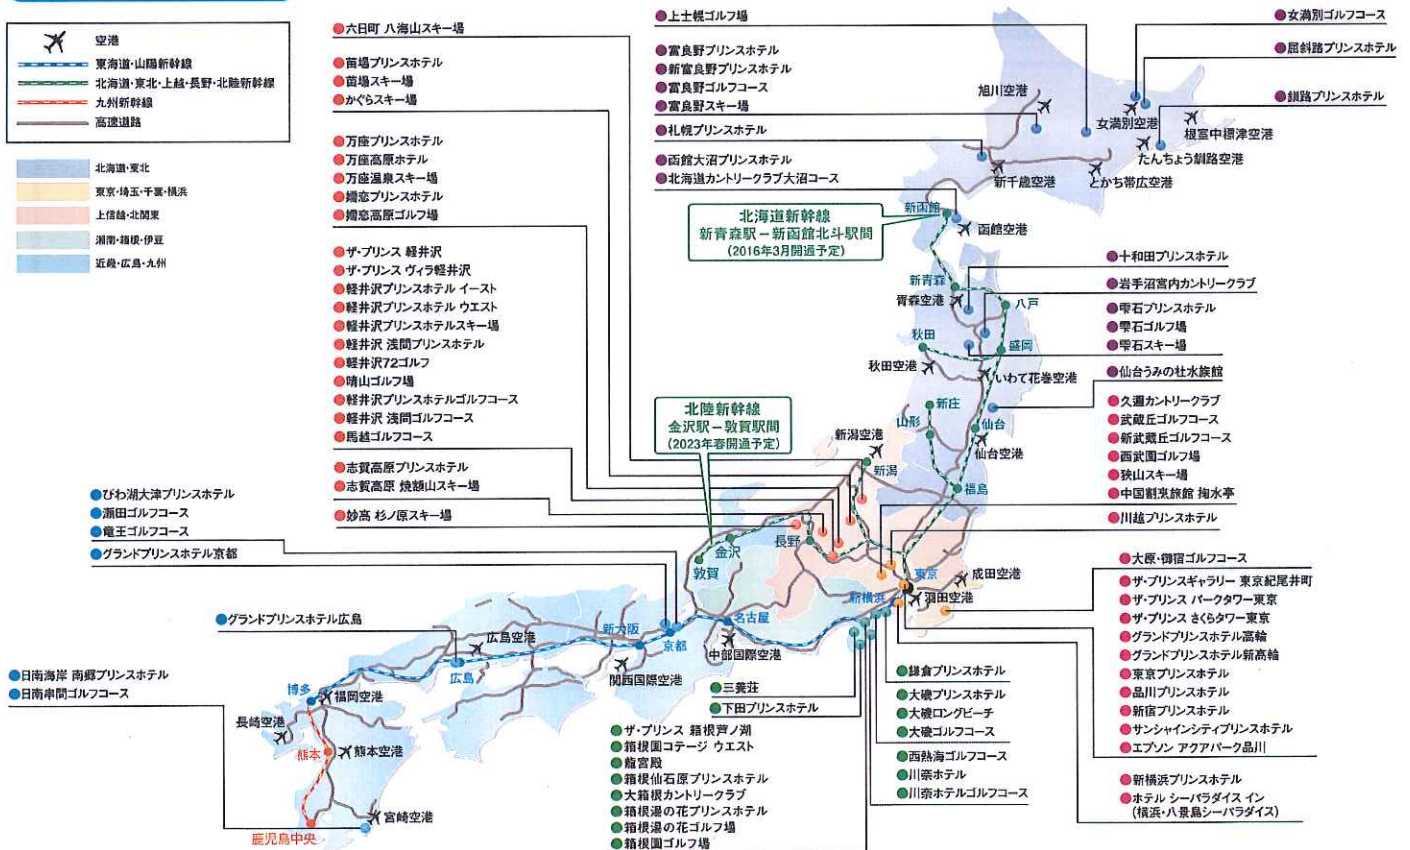 空港
東海道・山陽新幹線
北海道・東北・上越・長野・北陸新幹線
九州新幹線
高速道路
北海道・東北
東京・埼玉・千葉・横浜
上信越・北関東
湘南・箱根・伊豆
近畿・広島・九州
六日町 八海山スキー場
苗場プリンスホテル
苗場スキー場
かぐらスキー場
万座プリンスホテル
万座高原ホテル
万座温泉スキー場
嬬恋プリンスホテル
嬬恋高原ゴルフ場
ザ・プリンス 軽井沢
ザ・プリンス ヴィラ軽井沢
軽井沢プリンスホテル イースト
軽井沢プリンスホテル ウエスト
軽井沢プリンスホテルスキー場
軽井沢 浅間プリンスホテル
軽井沢72ゴルフ
晴山ゴルフ場
軽井沢プリンスホテルゴルフコース
軽井沢 浅間ゴルフコース
馬越ゴルフコース
志賀高原プリンスホテル
志賀高原 焼額山スキー場
妙高 杉ノ原スキー場
上士幌ゴルフ場
富良野プリンスホテル
新富良野プリンスホテル
富良野ゴルフコース
富良野スキー場
札幌プリンスホテル
函館大沼プリンスホテル
北海道カントリークラブ大沼コース
女満別ゴルフコース
屈斜路プリンスホテル
釧路プリンスホテル
旭川空港
女満別空港
根室中標津空港
たんちょう釧路空港
とかち帯広空港
新千歳空港
新函館
函館空港
北海道新幹線
新青森駅－新函館北斗駅間
(2016年3月開通予定)
新青森
青森空港
八戸
秋田
秋田空港
盛岡
いわて花巻空港
新庄
山形
仙台
仙台空港
福島
新潟空港
新潟
北陸新幹線
金沢駅－敦賀駅間
(2023年春開通予定)
十和田プリンスホテル
岩手沼宮内カントリークラブ
雫石プリンスホテル
雫石ゴルフ場
雫石スキー場
仙台うみの杜水族館
久邇カントリークラブ
武蔵丘ゴルフコース
新武蔵丘ゴルフコース
西武園ゴルフ場
狭山スキー場
中国割烹旅館 掬水亭
川越プリンスホテル
大原・御宿ゴルフコース
ザ・プリンスギャラリー 東京紀尾井町
ザ・プリンス パークタワー東京
ザ・プリンス さくらタワー東京
グランドプリンスホテル高輪
グランドプリンスホテル新高輪
東京プリンスホテル
品川プリンスホテル
新宿プリンスホテル
サンシャインシティプリンスホテル
エプソン アクアパーク品川
新横浜プリンスホテル
ホテル シーパラダイス イン
(横浜・八景島シーパラダイス)
金沢
敦賀
長野
東京
成田空港
新横浜
羽田空港
名古屋
中部国際空港
新大阪
京都
関西国際空港
広島空港
広島
博多
福岡空港
長崎空港
熊本
熊本空港
宮崎空港
鹿児島中央
びわ湖大津プリンスホテル
瀬田ゴルフコース
竜王ゴルフコース
グランドプリンスホテル京都
グランドプリンスホテル広島
日南海岸 南郷プリンスホテル
日南串間ゴルフコース
三養荘
下田プリンスホテル
ザ・プリンス 箱根芦ノ湖
箱根園コテージ ウエスト
龍宮殿
箱根仙石原プリンスホテル
大箱根カントリークラブ
箱根湯の花プリンスホテル
箱根湯の花ゴルフ場
箱根園ゴルフ場
鎌倉プリンスホテル
大磯プリンスホテル
大磯ロングビーチ
大磯ゴルフコース
西熱海ゴルフコース
川奈ホテル
川奈ホテルゴルフコース